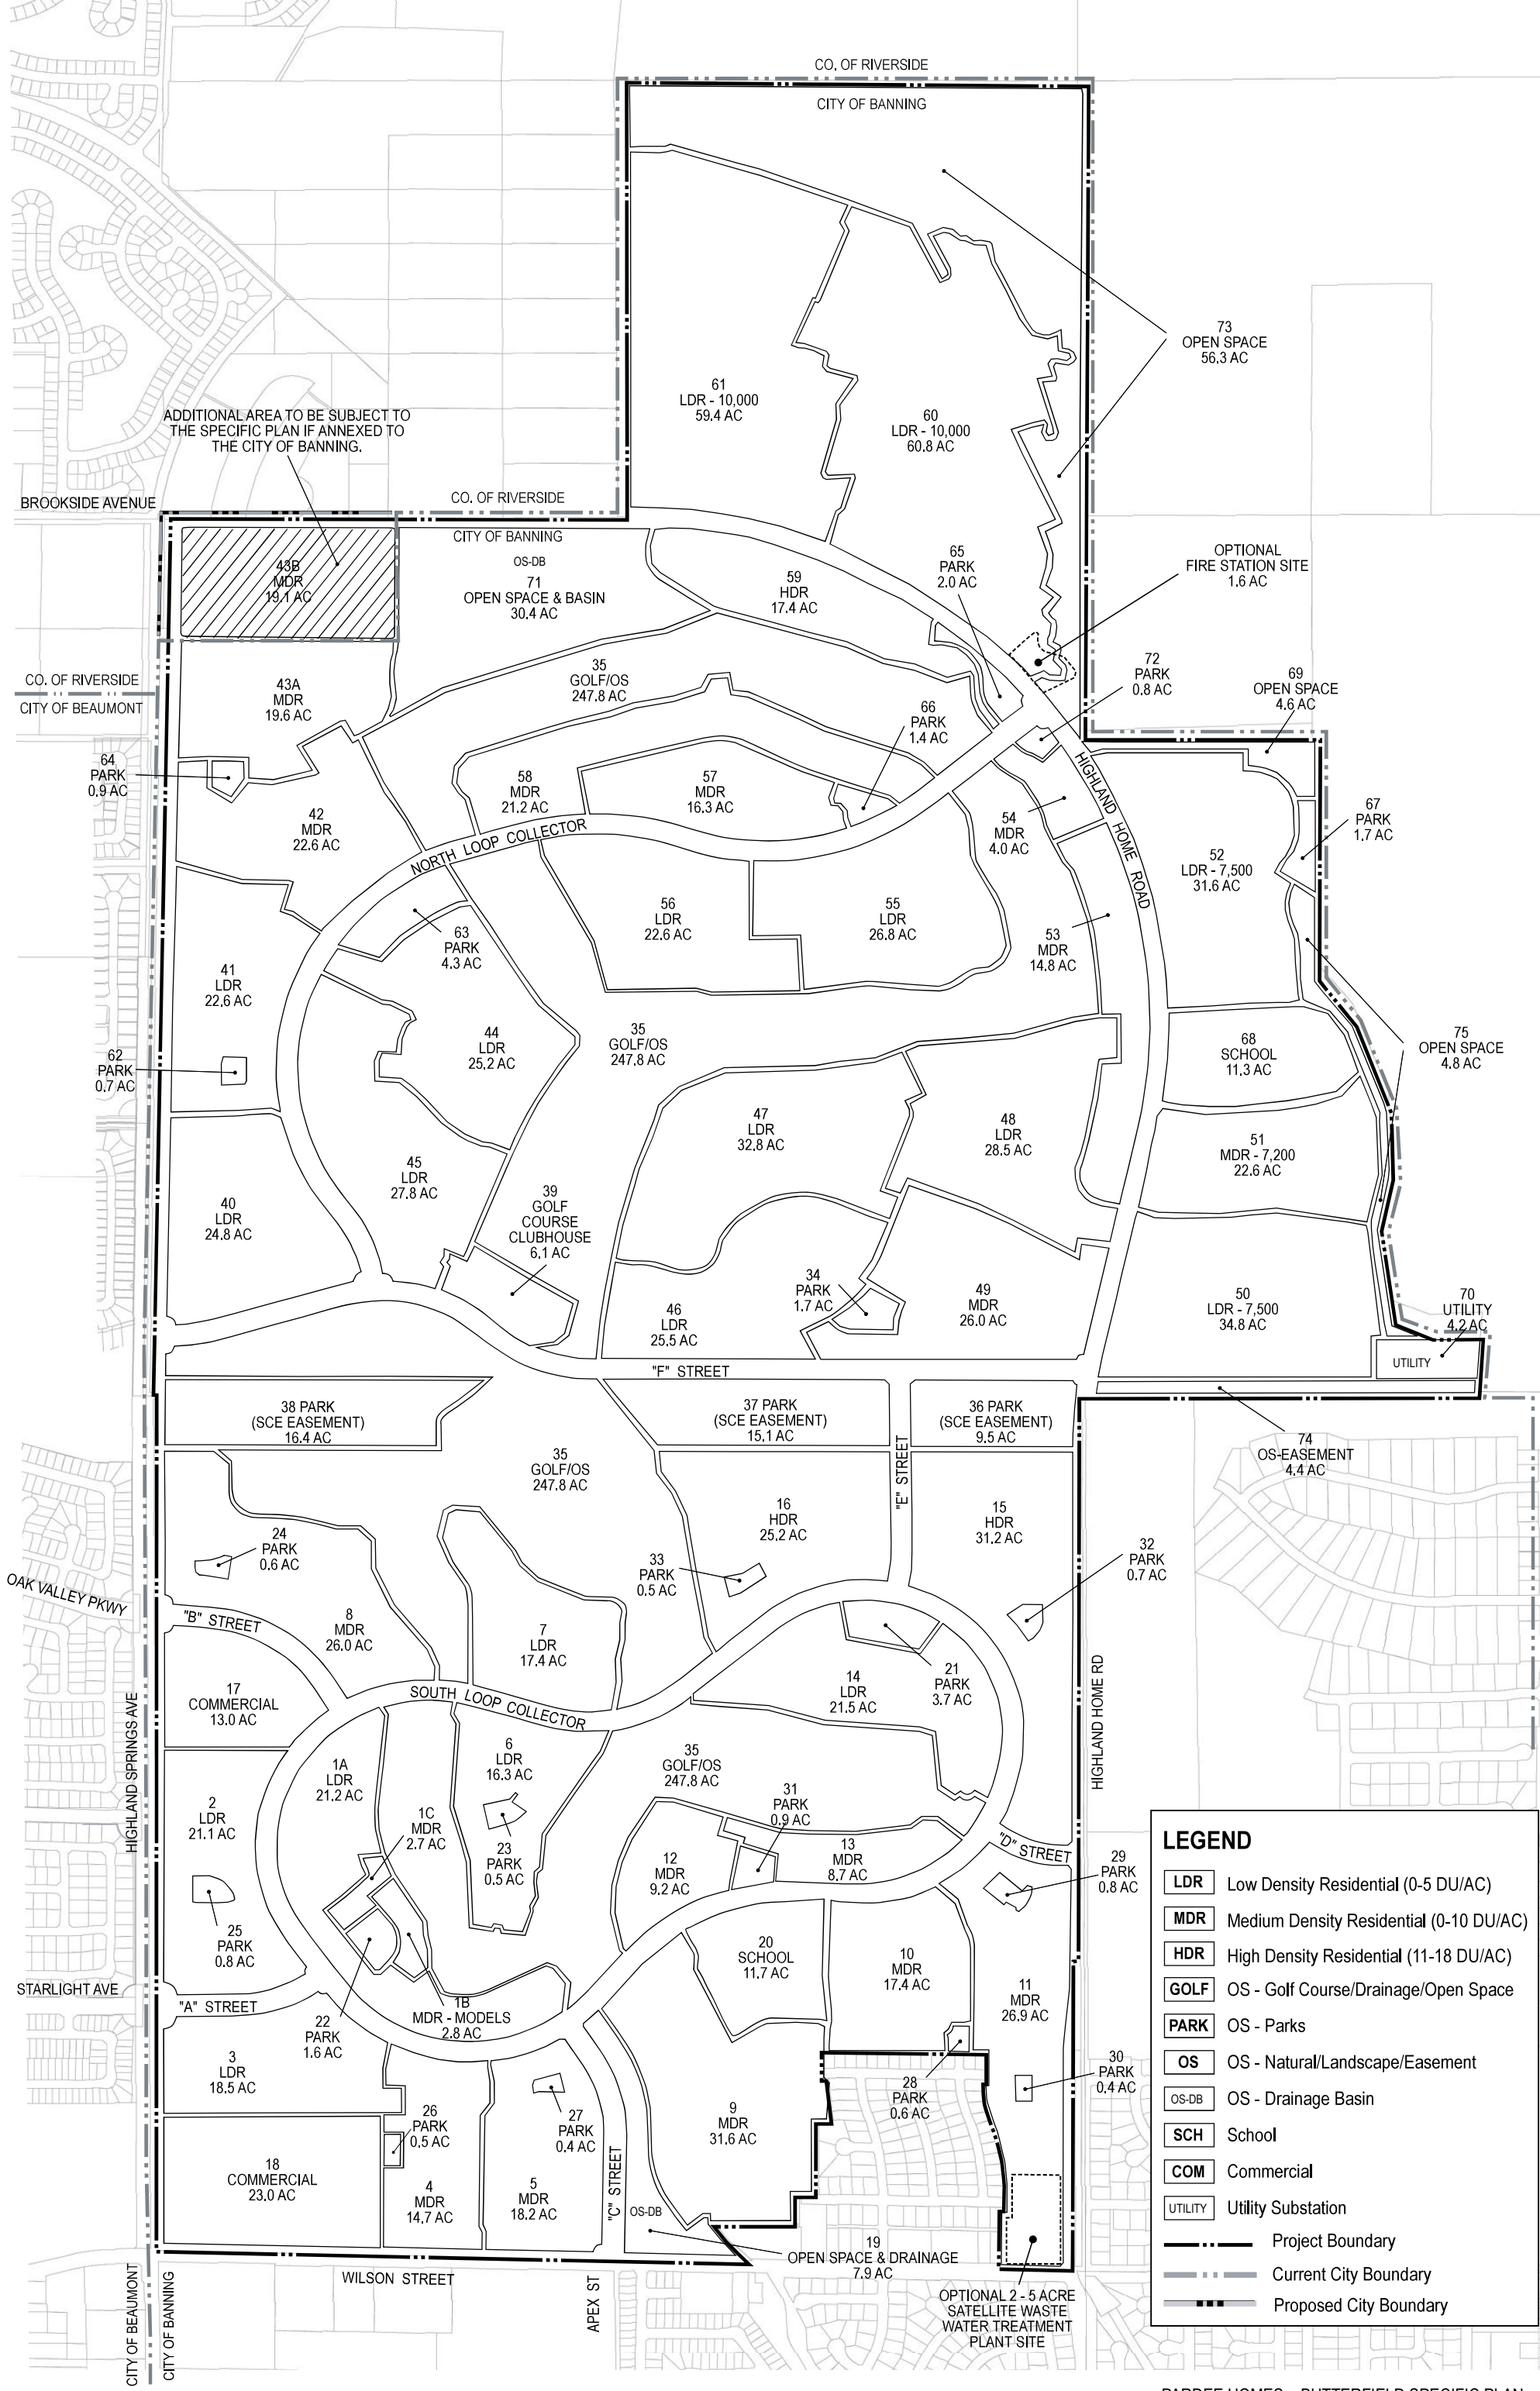 CO. OF RIVERSIDE
CITY OF BANNING
73
OPEN SPACE
56.3 AC
61
LDR - 10,000
59.4 AC
60
LDR - 10,000
60.8 AC
ADDITIONAL AREA TO BE SUBJECT TO
THE SPECIFIC PLAN IF ANNEXED TO
THE CITY OF BANNING.
BROOKSIDE AVENUE
CO. OF RIVERSIDE
CITY OF BANNING
43B
MDR
19.1 AC
OS-DB
71
OPEN SPACE & BASIN
30.4 AC
59
HDR
17.4 AC
65
PARK
2.0 AC
OPTIONAL
FIRE STATION SITE
1.6 AC
CO. OF RIVERSIDE
CITY OF BEAUMONT
43A
MDR
19.6 AC
35
GOLF/OS
247.8 AC
72
PARK
0.8 AC
69
OPEN SPACE
4.6 AC
66
PARK
1.4 AC
64
PARK
0.9 AC
58
MDR
21.2 AC
57
MDR
16.3 AC
42
MDR
22.6 AC
NORTH LOOP COLLECTOR
54
MDR
4.0 AC
HIGHLAND HOME ROAD
67
PARK
1.7 AC
52
LDR - 7,500
31.6 AC
56
LDR
22.6 AC
55
LDR
26.8 AC
63
PARK
4.3 AC
53
MDR
14.8 AC
41
LDR
22.6 AC
44
LDR
25.2 AC
35
GOLF/OS
247.8 AC
68
SCHOOL
11.3 AC
75
OPEN SPACE
4.8 AC
62
PARK
0.7 AC
47
LDR
32.8 AC
48
LDR
28.5 AC
51
MDR - 7,200
22.6 AC
45
LDR
27.8 AC
40
LDR
24.8 AC
39
GOLF
COURSE
CLUBHOUSE
6.1 AC
34
PARK
1.7 AC
46
LDR
25.5 AC
49
MDR
26.0 AC
50
LDR - 7,500
34.8 AC
70
UTILITY
4.2 AC
UTILITY
"F" STREET
38 PARK
(SCE EASEMENT)
16.4 AC
37 PARK
(SCE EASEMENT)
15.1 AC
36 PARK
(SCE EASEMENT)
9.5 AC
74
OS-EASEMENT
4.4 AC
35
GOLF/OS
247.8 AC
"E" STREET
16
HDR
25.2 AC
15
HDR
31.2 AC
24
PARK
0.6 AC
33
PARK
0.5 AC
32
PARK
0.7 AC
OAK VALLEY PKWY
"B" STREET
8
MDR
26.0 AC
7
LDR
17.4 AC
21
PARK
3.7 AC
14
LDR
21.5 AC
17
COMMERCIAL
13.0 AC
SOUTH LOOP COLLECTOR
HIGHLAND SPRINGS AVE
HIGHLAND HOME RD
1A
LDR
21.2 AC
6
LDR
16.3 AC
35
GOLF/OS
247.8 AC
31
PARK
0.9 AC
2
LDR
21.1 AC
1C
MDR
2.7 AC
23
PARK
0.5 AC
12
MDR
9.2 AC
13
MDR
8.7 AC
"D" STREET
29
PARK
0.8 AC
25
PARK
0.8 AC
20
SCHOOL
11.7 AC
10
MDR
17.4 AC
11
MDR
26.9 AC
STARLIGHT AVE
"A" STREET
1B
MDR - MODELS
2.8 AC
22
PARK
1.6 AC
3
LDR
18.5 AC
30
PARK
0.4 AC
28
PARK
0.6 AC
26
PARK
0.5 AC
27
PARK
0.4 AC
9
MDR
31.6 AC
18
COMMERCIAL
23.0 AC
4
MDR
14.7 AC
5
MDR
18.2 AC
"C" STREET
OS-DB
19
OPEN SPACE & DRAINAGE
7.9 AC
WILSON STREET
APEX ST
CITY OF BEAUMONT
CITY OF BANNING
OPTIONAL 2 - 5 ACRE
SATELLITE WASTE
WATER TREATMENT
PLANT SITE
LEGEND
LDR Low Density Residential (0-5 DU/AC)
MDR Medium Density Residential (0-10 DU/AC)
HDR High Density Residential (11-18 DU/AC)
GOLF OS - Golf Course/Drainage/Open Space
PARK OS - Parks
OS OS - Natural/Landscape/Easement
OS-DB OS - Drainage Basin
SCH School
COM Commercial
UTILITY Utility Substation
Project Boundary
Current City Boundary
Proposed City Boundary